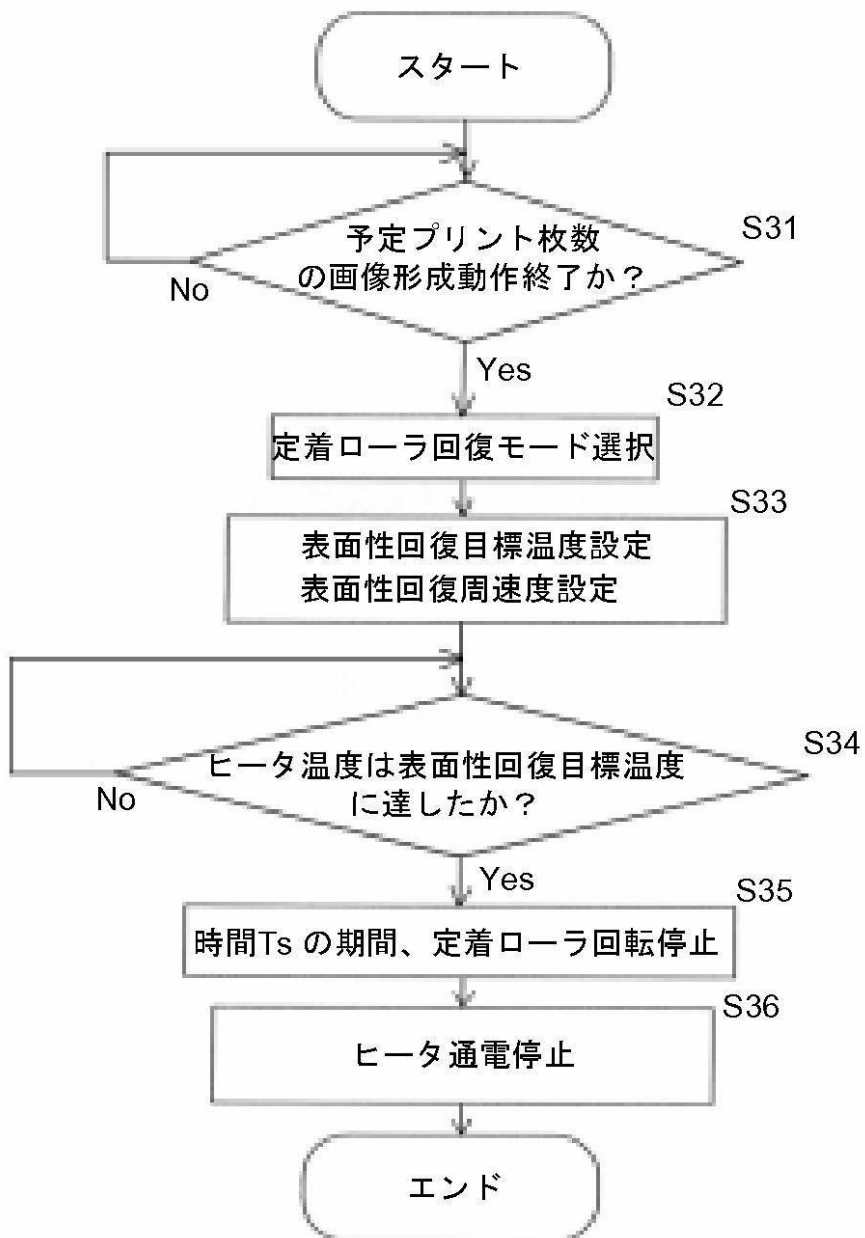 スタート
S31
予定プリント枚数
の画像形成動作終了か？
No
Yes
S32
定着ローラ回復モード選択
S33
表面性回復目標温度設定
表面性回復周速度設定
S34
ヒータ温度は表面性回復目標温度
に達したか？
No
Yes
S35
時間Ts の期間、定着ローラ回転停止
S36
ヒータ通電停止
エンド